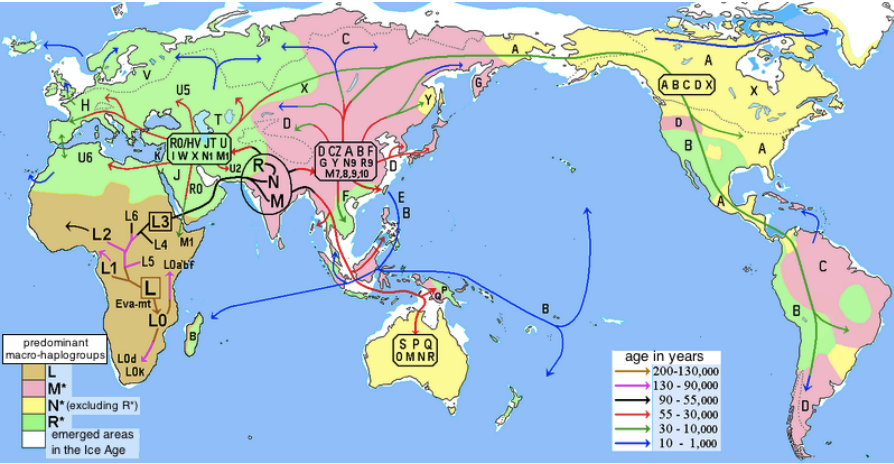 C
A
A
V
X
G
Y
A B C D X
X
H
U5
T
D
D
B
R0/HV JT U
I W X N1 M1
D CZ A B F
G Y N9 R9
M7,8,9,10
D
K
U6
J
U2
R
N
M
R0
F
E
B
A
L6
L3
L2
L4
M1
L1
L5
L0abf
L
Eva-mt
L0
L0d
L0k
B
P
Q
B
S P Q
O M N R
C
B
D
predominant
macro-haplogroups
L
M*
N* (excluding R*)
R*
emerged areas
in the Ice Age
age in years
200-130,000
130 - 90,000
90 - 55,000
55 - 30,000
30 - 10,000
10 - 1,000